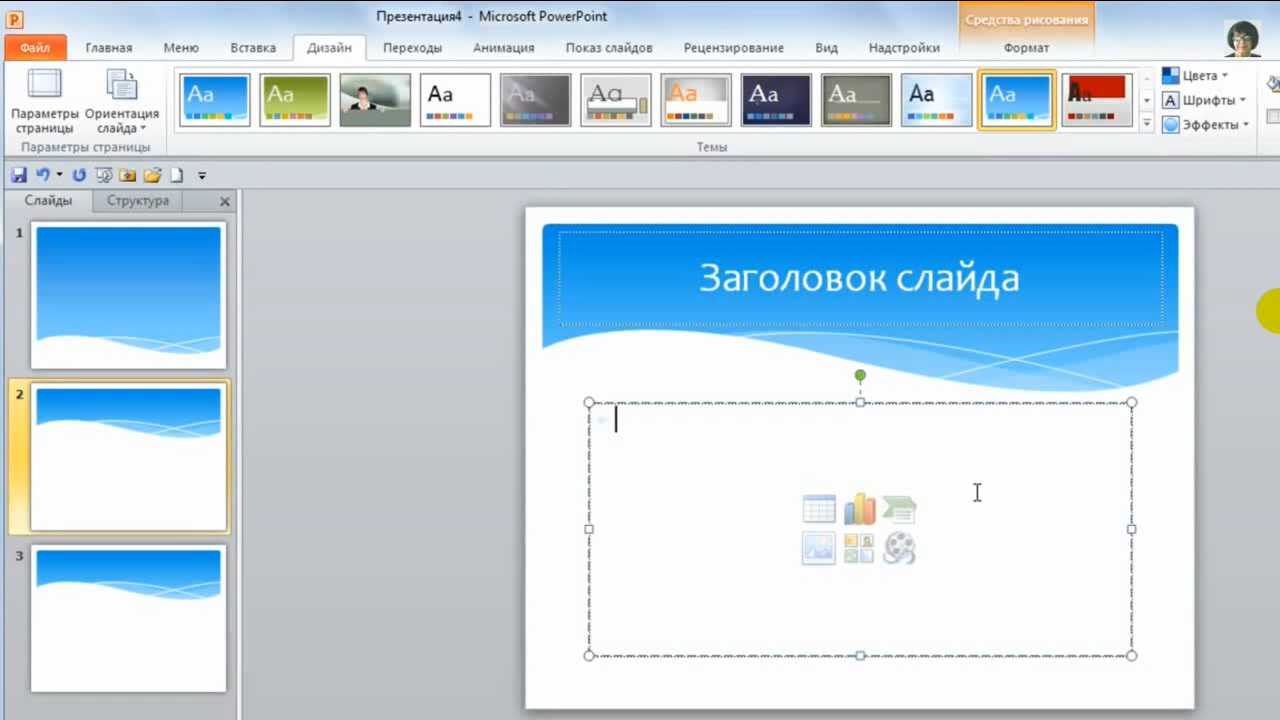 Презентация4 - Microsoft PowerPoint
Средства рисования
Файл Главная Меню Вставка Дизайн Переходы Анимация Показ слайдов Рецензирование Вид Надстройки Формат
Параметры страницы
Ориентация слайда
Aa Aa Aa Aa Aa Aa Aa Aa Aa Aa Aa
Цвета
Шрифты
Эффекты
Параметры страницы
Темы
Слайды Структура
1
2
3
Заголовок слайда